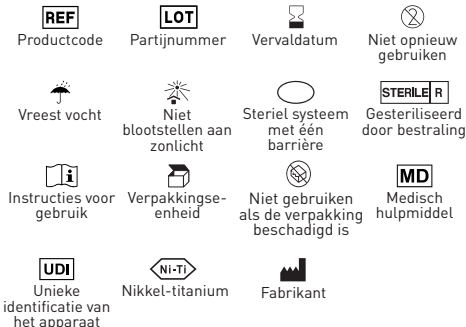 REF
Productcode
LOT
Partijnummer
Vervaldatum
2
Niet opnieuw
gebruiken
Vreest vocht
Niet
blootstellen aan
zonlicht
Steriel systeem
met één
barrière
STERILE R
Gesteriliseerd
door bestraling
i
Instructies voor
gebruik
Verpakkingse-
enheid
Niet gebruiken
als de verpakking
beschadigd is
MD
Medisch
hulpmiddel
UDI
Unieke
identificatie van
het apparaat
Ni-Ti
Nikkel-titanium
Fabrikant